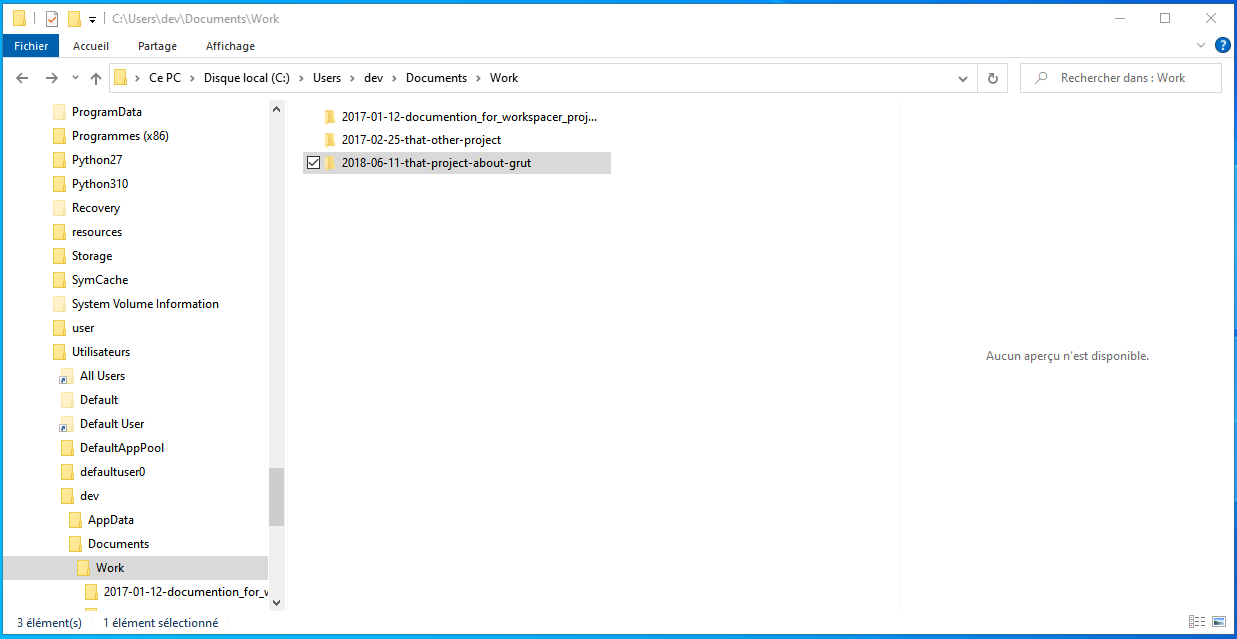 C:\Users\dev\Documents\Work
Fichier Accueil Partage Affichage
Ce PC Disque local (C:) Users dev Documents Work
Rechercher dans : Work
ProgramData
Programmes (x86)
Python27
Python310
Recovery
resources
Storage
SymCache
System Volume Information
user
Utilisateurs
All Users
Default
Default User
DefaultAppPool
defaultuser0
dev
AppData
Documents
Work
2017-01-12-documention_for_w
2017-01-12-documention_for_workspacer_proj...
2017-02-25-that-other-project
2018-06-11-that-project-about-grut
Aucun aperçu n'est disponible.
3 élément(s) 1 élément sélectionné